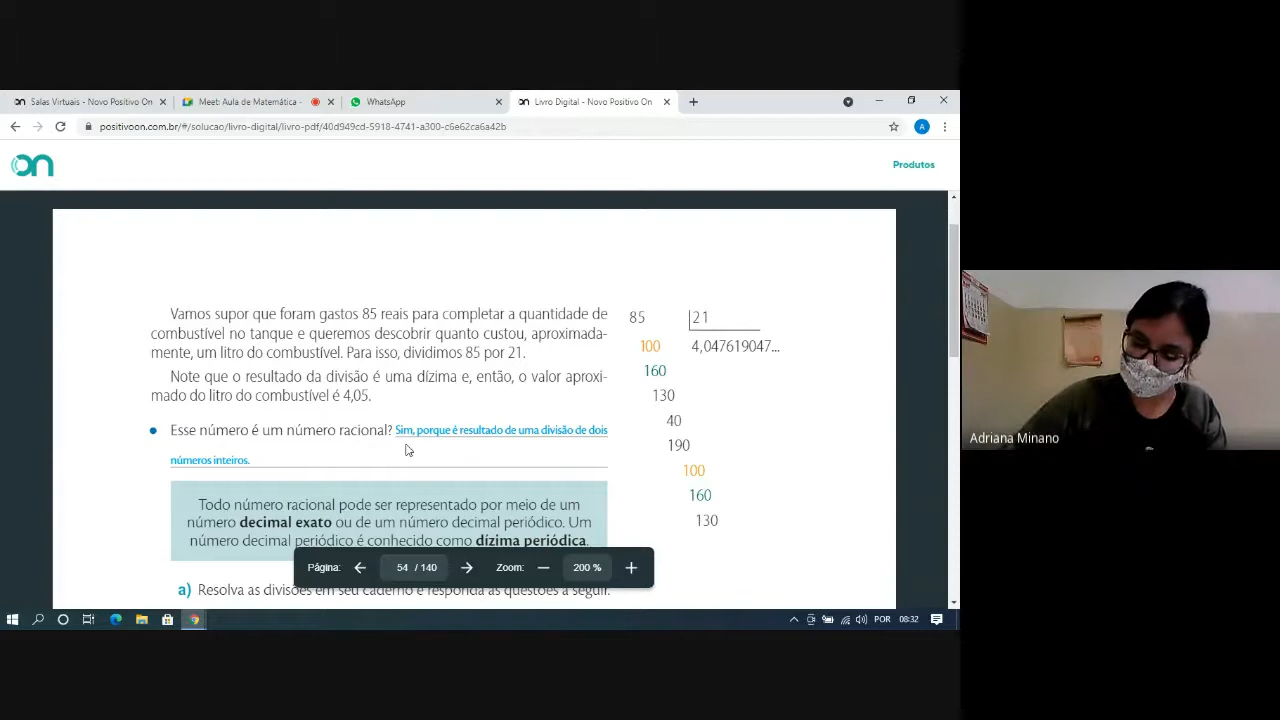 Salas Virtuais - Novo Positivo On
Meet: Aula de Matemática -
WhatsApp
Livro Digital - Novo Positivo On
positivoon.com.br/#/solucao/livro-digital/livro-pdf/40d949cd-5918-4741-a300-c6e62ca6a42b
A
on
Produtos
Vamos supor que foram gastos 85 reais para completar a quantidade de
combustível no tanque e queremos descobrir quanto custou, aproximada-
mente, um litro do combustível. Para isso, dividimos 85 por 21.
Note que o resultado da divisão é uma dízima e, então, o valor aproxi-
mado do litro do combustível é 4,05.
Esse número é um número racional? Sim, porque é resultado de uma divisão de dois
números inteiros.
Todo número racional pode ser representado por meio de um
número decimal exato ou de um número decimal periódico. Um
número decimal periódico é conhecido como dízima periódica.
a) Resolva as divisões em seu caderno e responda às questões a seguir.
85 21
100 4,047619047...
160
130
40
190
100
160
130
Página: 54 / 140 Zoom: 200 %
POR 08:32
Adriana Minano